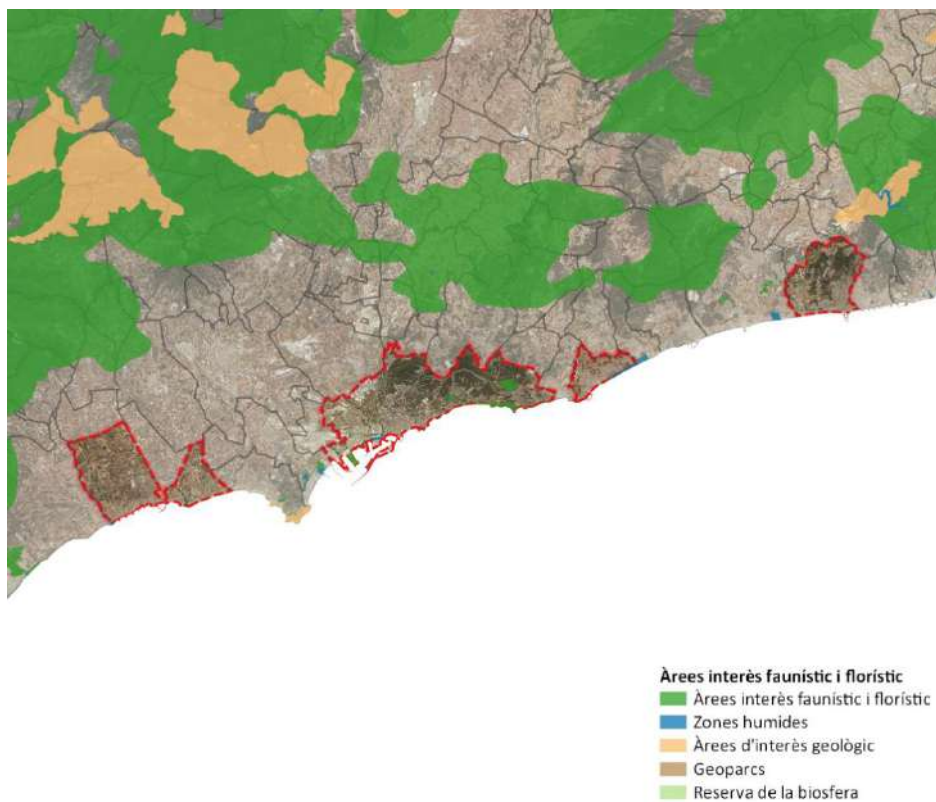 Àrees interès faunístic i florístic
Àrees interès faunístic i florístic
Zones humides
Àrees d'interès geològic
Geoparcs
Reserva de la biosfera